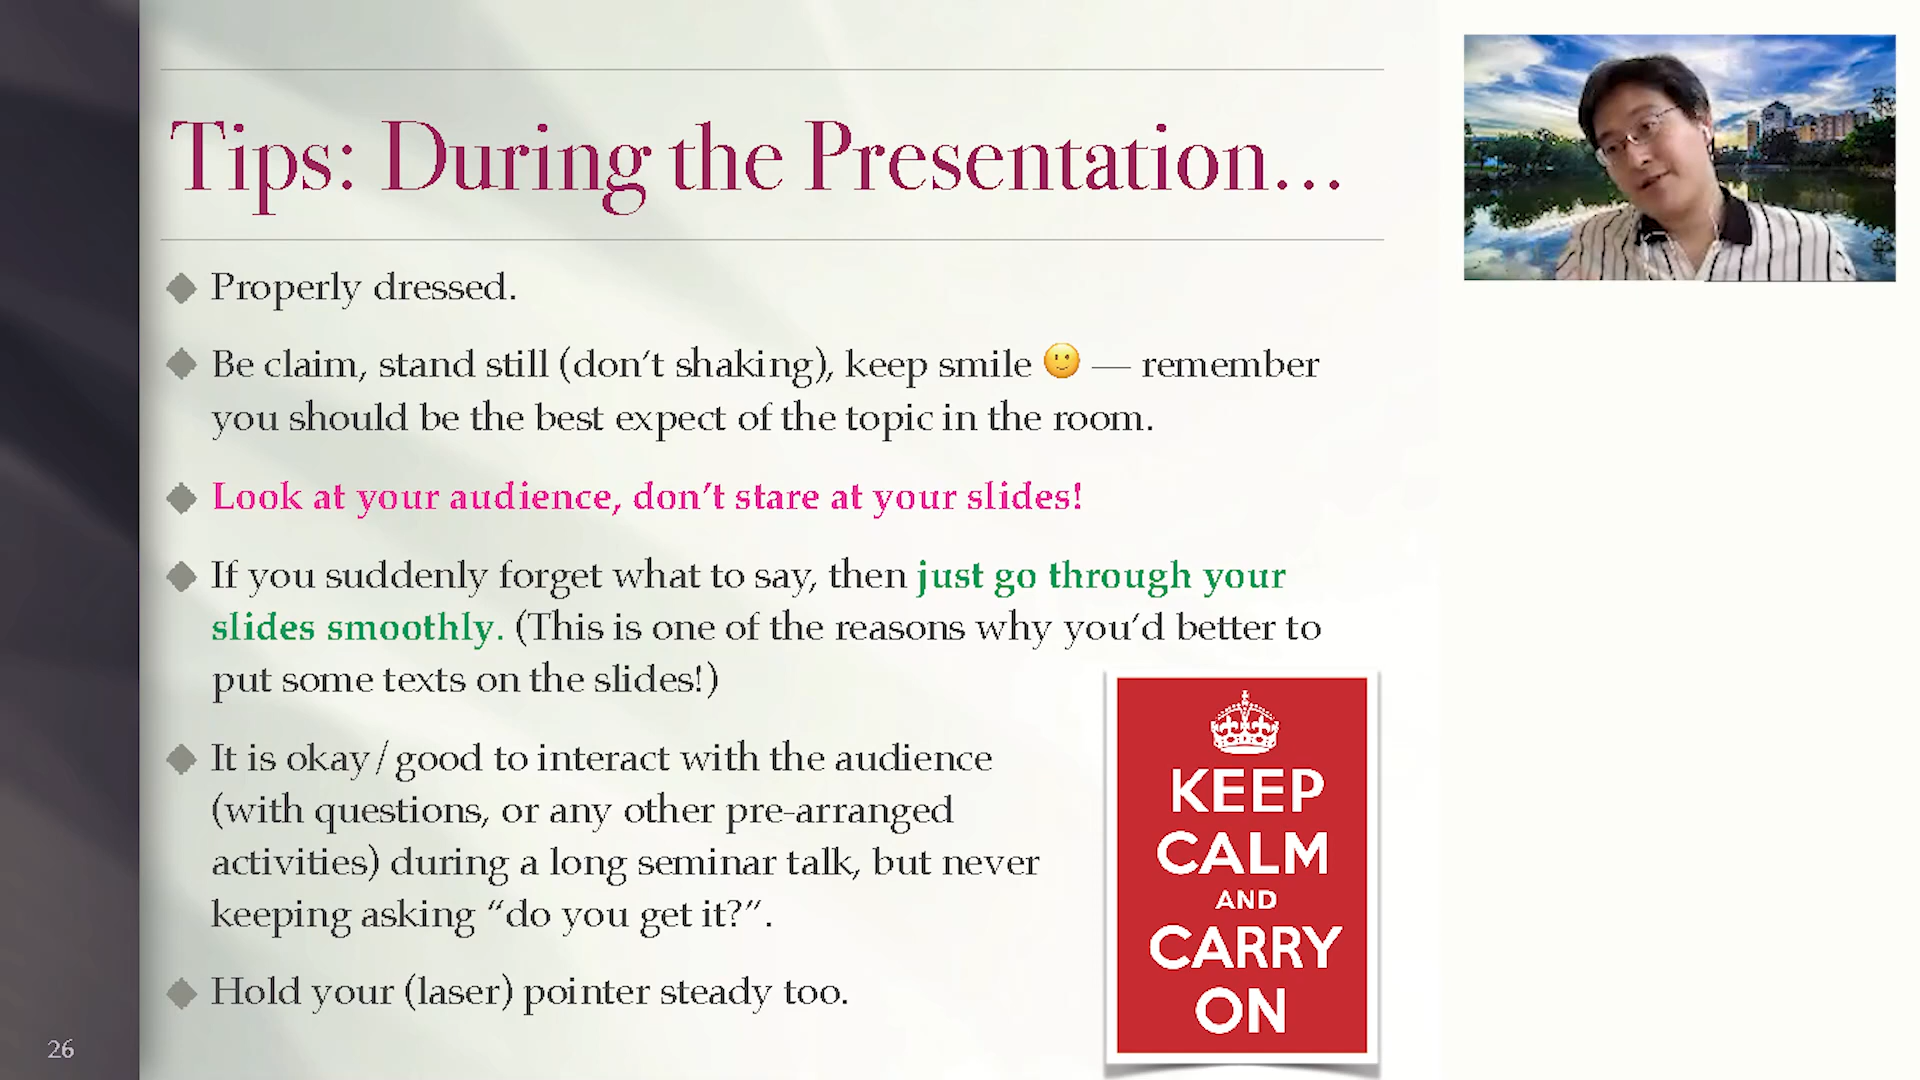 Tips: During the Presentation...
Properly dressed.
Be claim, stand still (don't shaking), keep smile 🙂 — remember
you should be the best expect of the topic in the room.
Look at your audience, don't stare at your slides!
If you suddenly forget what to say, then just go through your
slides smoothly. (This is one of the reasons why you'd better to
put some texts on the slides!)
It is okay/good to interact with the audience
(with questions, or any other pre-arranged
activities) during a long seminar talk, but never
keeping asking “do you get it?”.
Hold your (laser) pointer steady too.
KEEP
CALM
AND
CARRY
ON
26